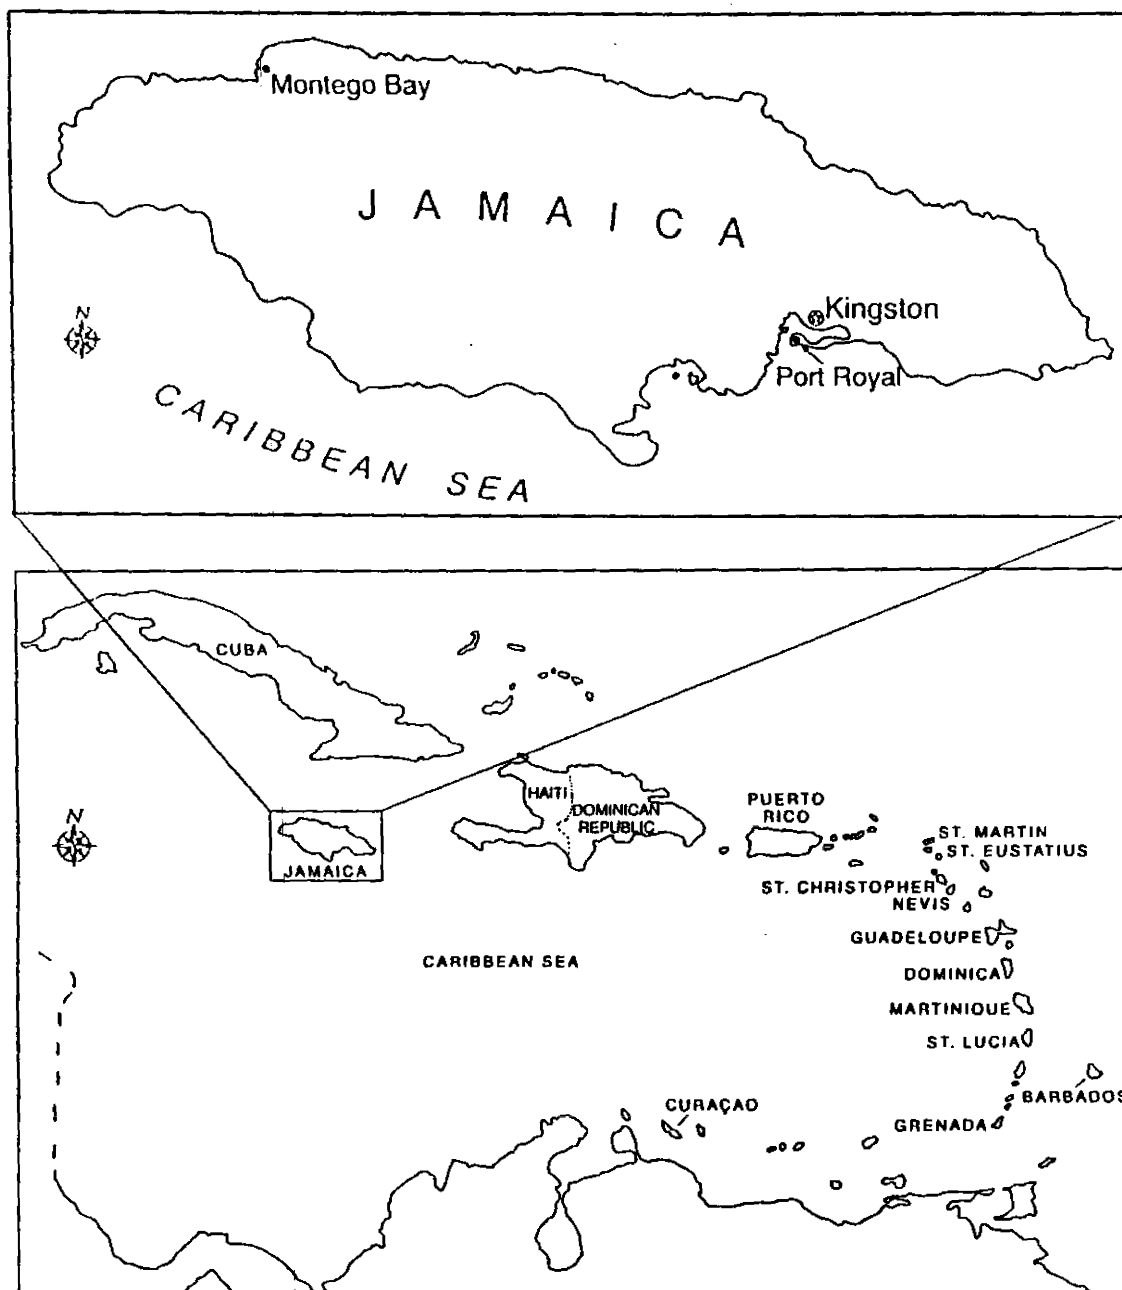 Montego Bay
JAMAICA
Kingston
Port Royal
N
CARIBBEAN SEA
CUBA
HAITI
DOMINICAN
REPUBLIC
PUERTO
RICO
N
JAMAICA
ST. MARTIN
ST. EUSTATIUS
ST. CHRISTOPHER
NEVIS
GUADELOUPE
CARIBBEAN SEA
DOMINICA
MARTINIQUE
ST. LUCIA
BARBADOS
CURAÇAO
GRENADA